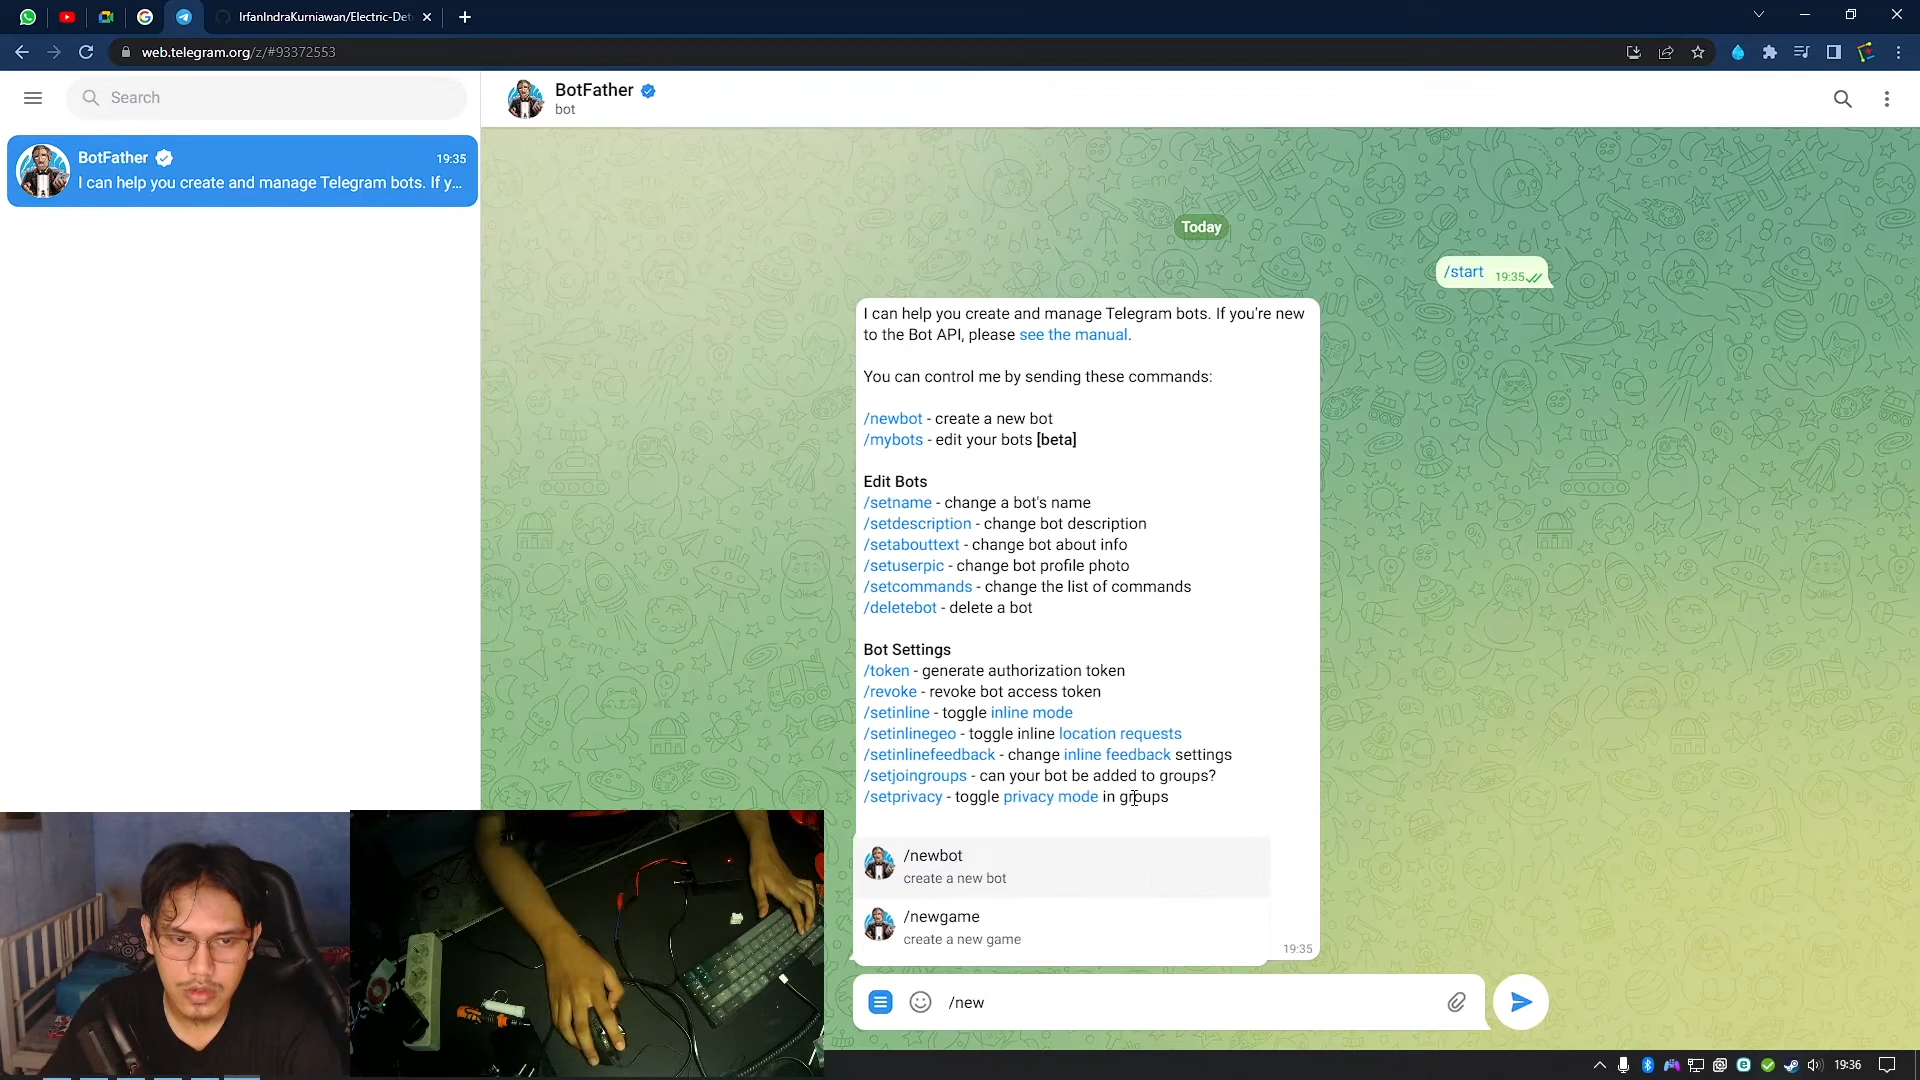 IrfanIndraKurniawan/Electric-Det
web.telegram.org/z/#93372553
Search
BotFather
bot
BotFather
19:35
I can help you create and manage Telegram bots. If y...
Today
/start 19:35
I can help you create and manage Telegram bots. If you're new
to the Bot API, please see the manual.
You can control me by sending these commands:
/newbot - create a new bot
/mybots - edit your bots [beta]
Edit Bots
/setname - change a bot's name
/setdescription - change bot description
/setabouttext - change bot about info
/setuserpic - change bot profile photo
/setcommands - change the list of commands
/deletebot - delete a bot
Bot Settings
/token - generate authorization token
/revoke - revoke bot access token
/setinline - toggle inline mode
/setinlinegeo - toggle inline location requests
/setinlinefeedback - change inline feedback settings
/setjoingroups - can your bot be added to groups?
/setprivacy - toggle privacy mode in groups
/newbot
create a new bot
/newgame
create a new game
19:35
/new
19:36